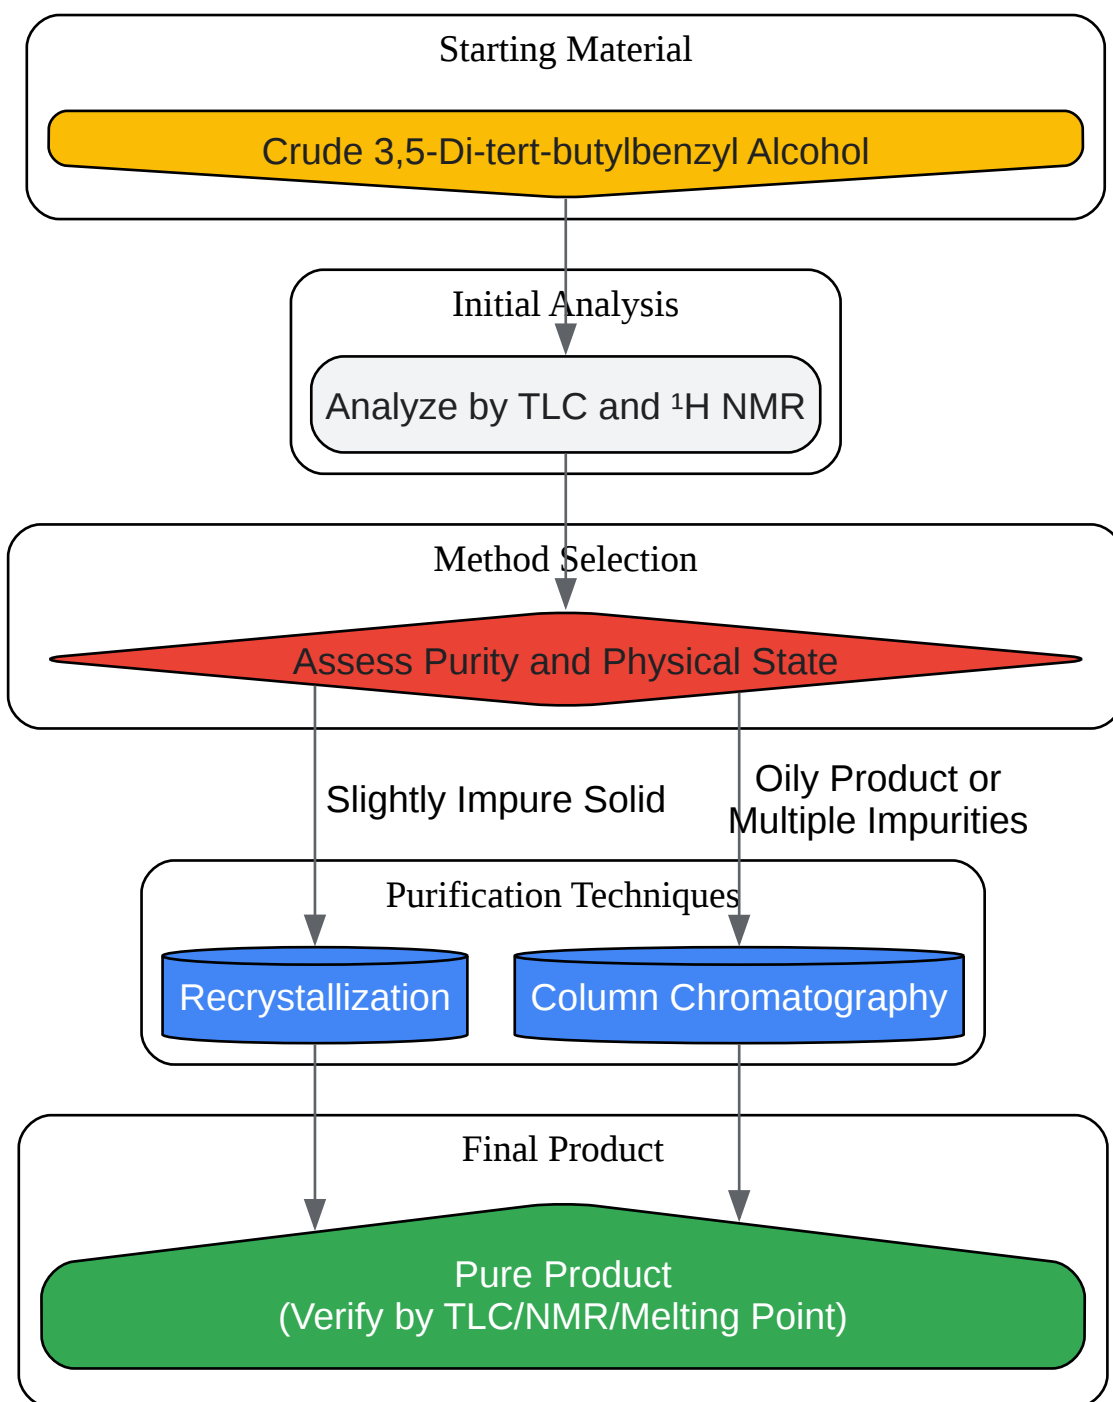 Starting Material
Crude 3,5-Di-tert-butylbenzyl Alcohol
Initial Analysis
Analyze by TLC and ¹H NMR
Method Selection
Assess Purity and Physical State
Slightly Impure Solid
Oily Product or
Multiple Impurities
Purification Techniques
Recrystallization
Column Chromatography
Final Product
Pure Product
(Verify by TLC/NMR/Melting Point)